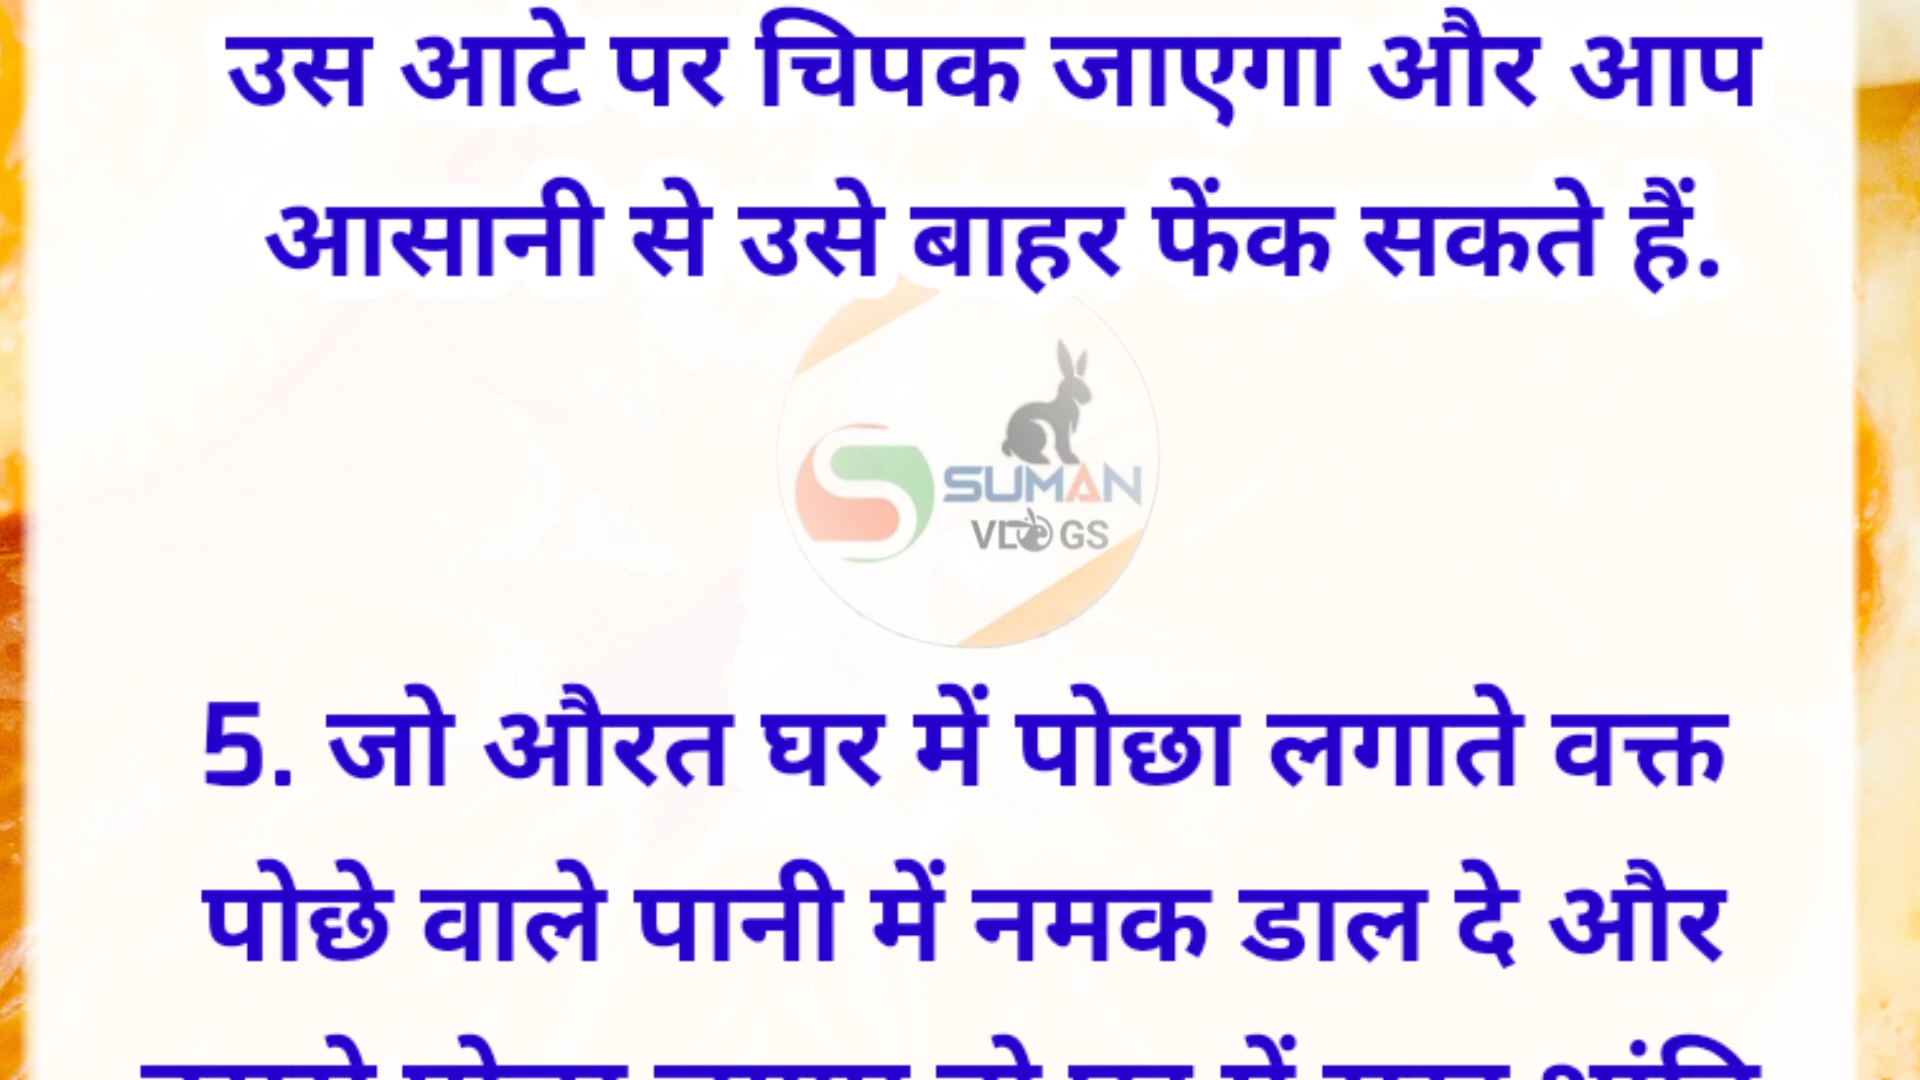 उस आटे पर चिपक जाएगा और आप
आसानी से उसे बाहर फेंक सकते हैं.
SUMAN
VLOGS
5. जो औरत घर में पोछा लगाते वक्त
पोछे वाले पानी में नमक डाल दे और